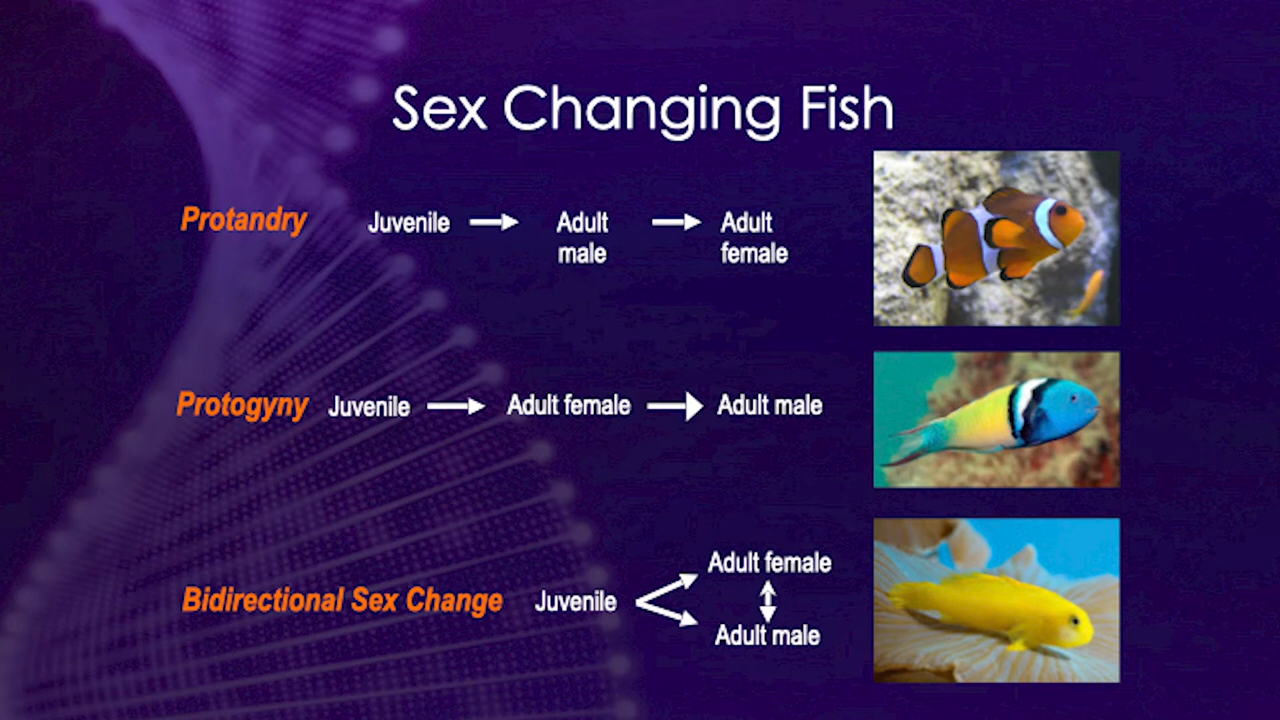 Sex Changing Fish
Protandry Juvenile Adult male Adult female
Protogyny Juvenile Adult female Adult male
Bidirectional Sex Change Juvenile Adult female
Adult male